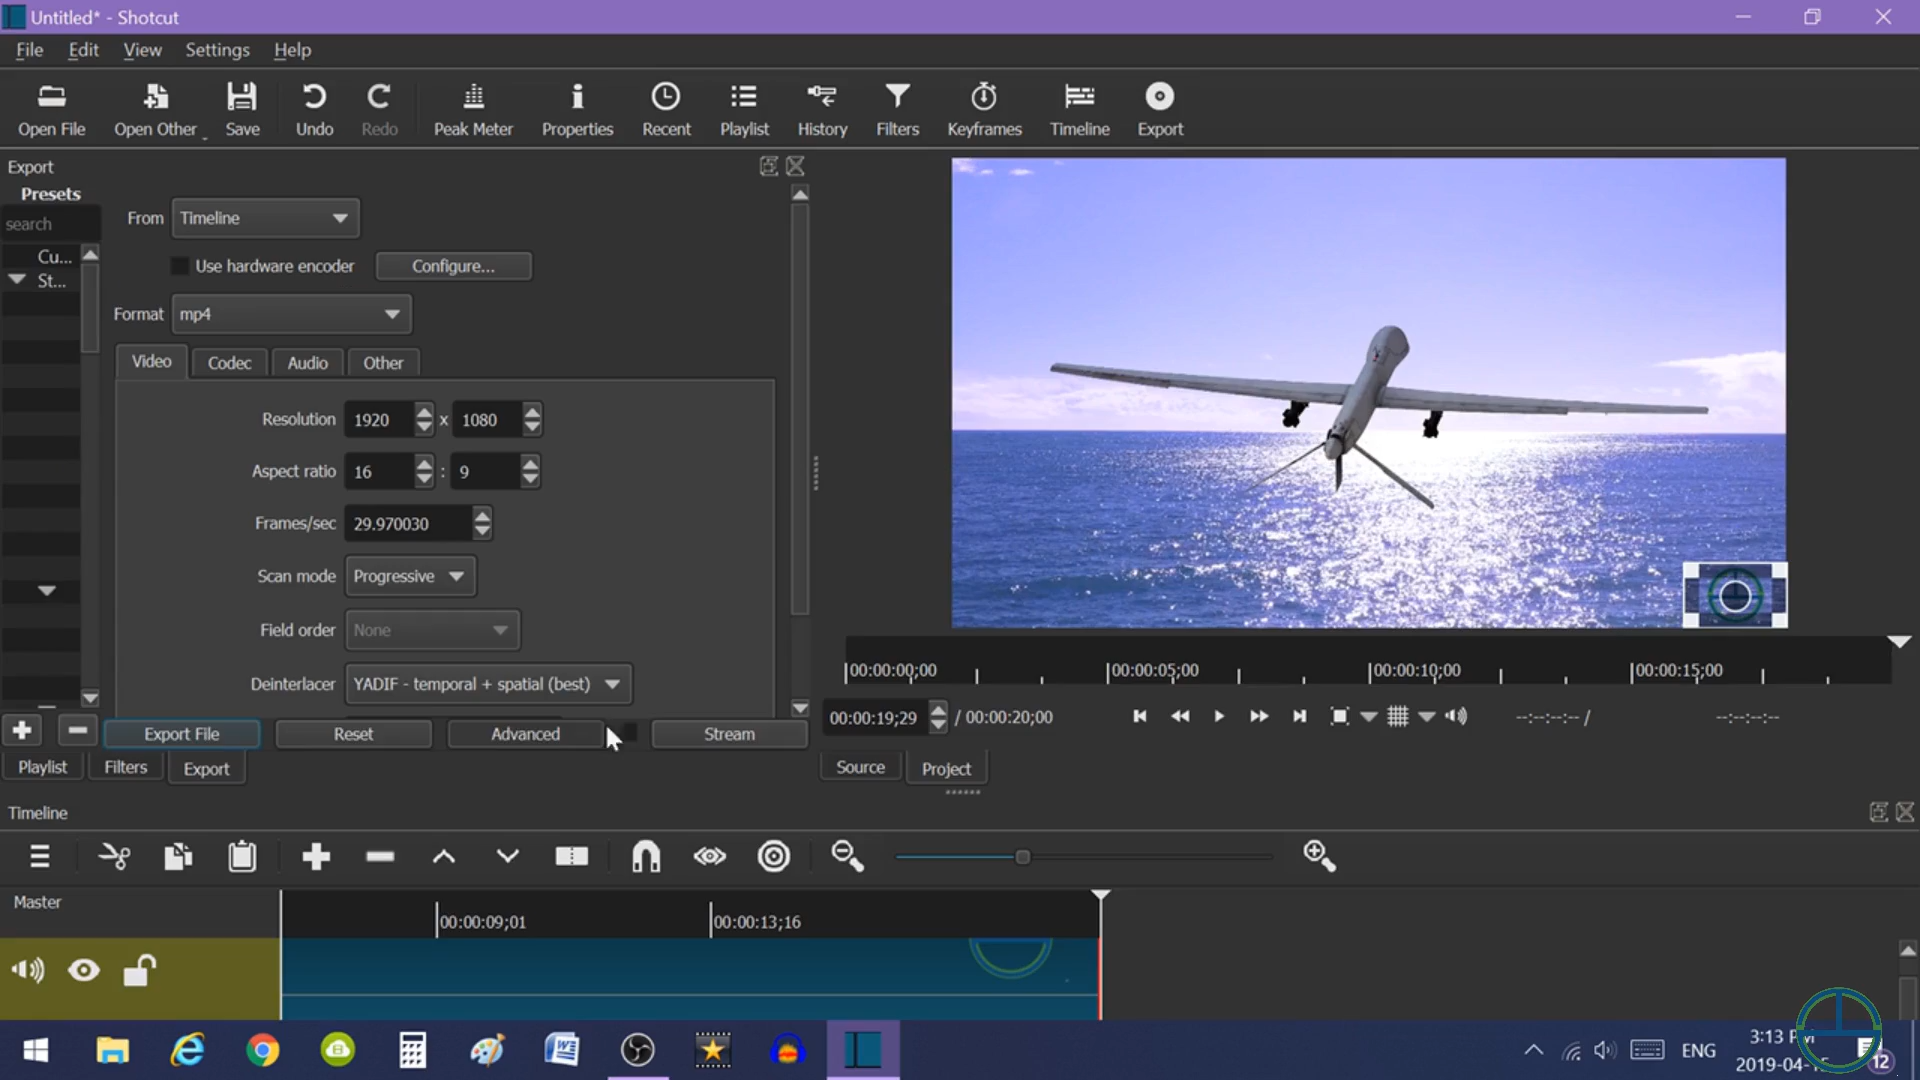 Untitled* - Shotcut
File Edit View Settings Help
Open File Open Other Save Undo Redo Peak Meter Properties Recent Playlist History Filters Keyframes Timeline Export
Export
Presets
search
Cu...
St...
From Timeline
Use hardware encoder Configure...
Format mp4
Video Codec Audio Other
Resolution 1920 x 1080
Aspect ratio 16 : 9
Frames/sec 29.970030
Scan mode Progressive
Field order None
Deinterlacer YADIF - temporal + spatial (best)
Export File Reset Advanced Stream
Playlist Filters Export
00:00:00;00 00:00:05;00 00:00:10;00 00:00:15;00
00:00:19;29 / 00:00:20;00 --:--:--:-- / --:--:--:--
Source Project
Timeline
Master
00:00:09;01 00:00:13;16
ENG
3:13
2019-04-
12